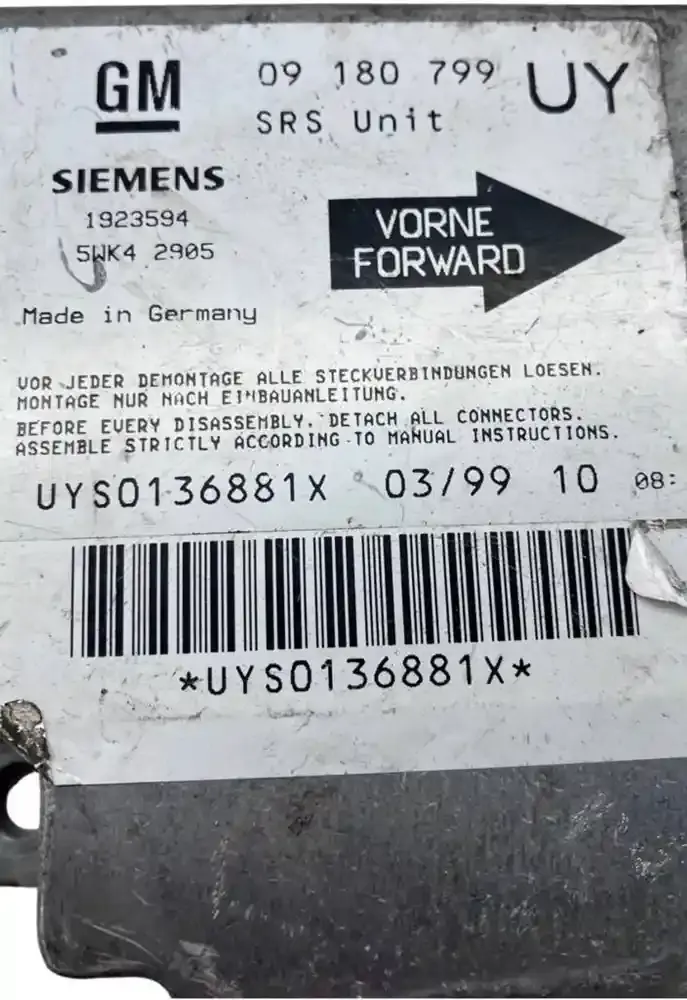 GM 09 180 799 UY
SRS Unit
SIEMENS
1923594
5WK4 2905
VORNE
FORWARD
Made in Germany
VOR JEDER DEMONTAGE ALLE STECKVERBINDUNGEN LOESEN.
MONTAGE NUR NACH EINBAUANLEITUNG.
BEFORE EVERY DISASSEMBLY, DETACH ALL CONNECTORS.
ASSEMBLE STRICTLY ACCORDING TO MANUAL INSTRUCTIONS.
UYS0136881X 03/99 10 08:
*UYS0136881X*